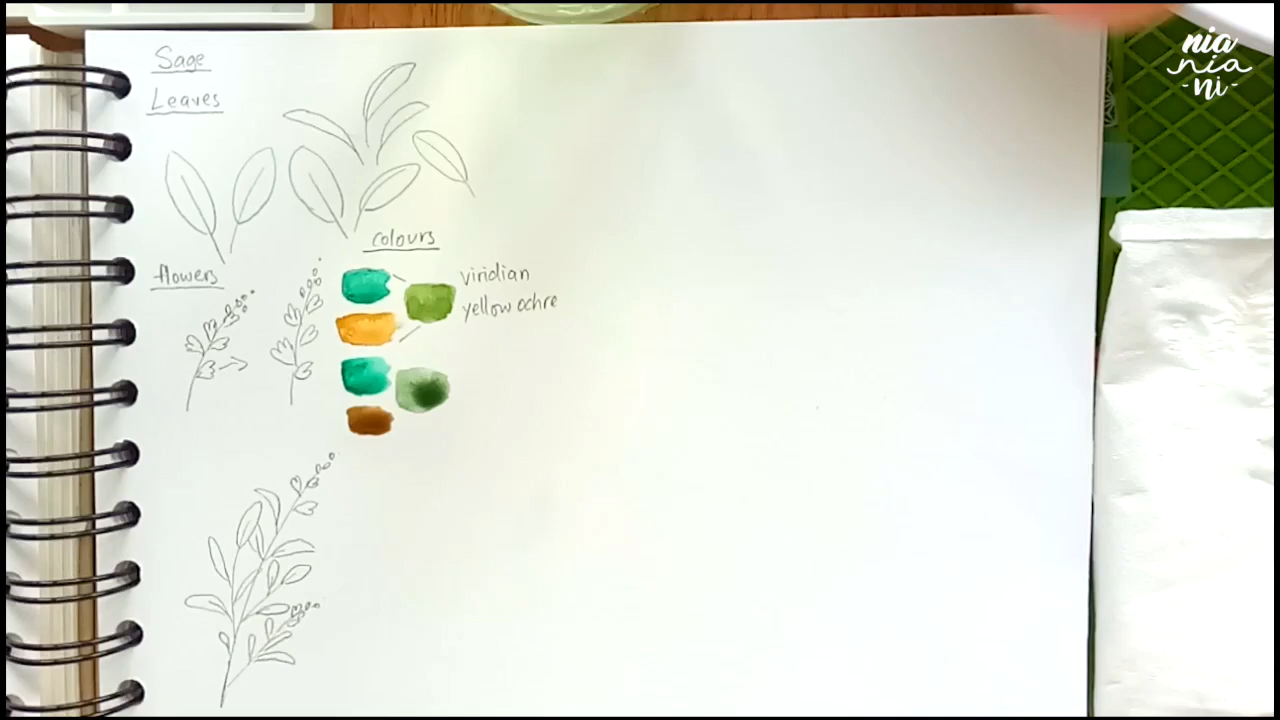 Sage
Leaves
colours
flowers
viridian
yellow ochre
nia
nia
-ni-